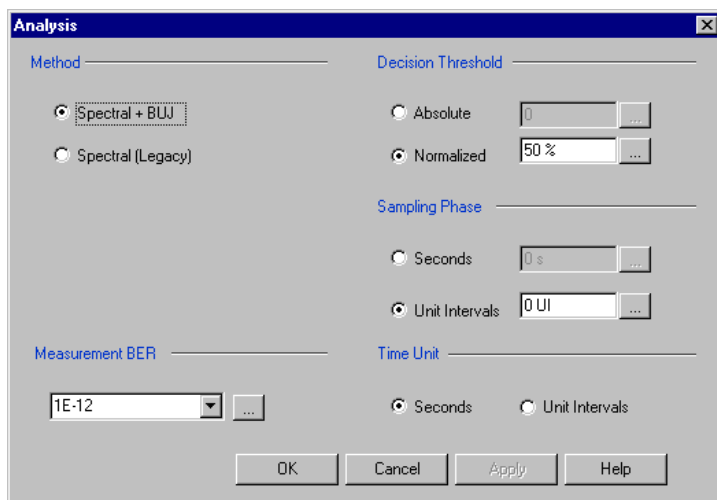 Analysis
Method
Spectral + BUJ
Spectral (Legacy)
Measurement BER
1E-12
...
Decision Threshold
Absolute
0
...
Normalized
50 %
...
Sampling Phase
Seconds
0 s
...
Unit Intervals
0 UI
...
Time Unit
Seconds
Unit Intervals
OK
Cancel
Apply
Help